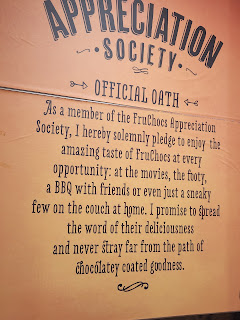 APPRECIATION
SOCIETY
OFFICIAL OATH
As a member of the FruChocs Appreciation
Society, I hereby solemnly pledge to enjoy the
amazing taste of FruChocs at every
opportunity: at the movies, the footy,
a BBQ with friends or even just a sneaky
few on the couch at home. I promise to spread
the word of their deliciousness
and never stray far from the path of
chocolatey coated goodness.